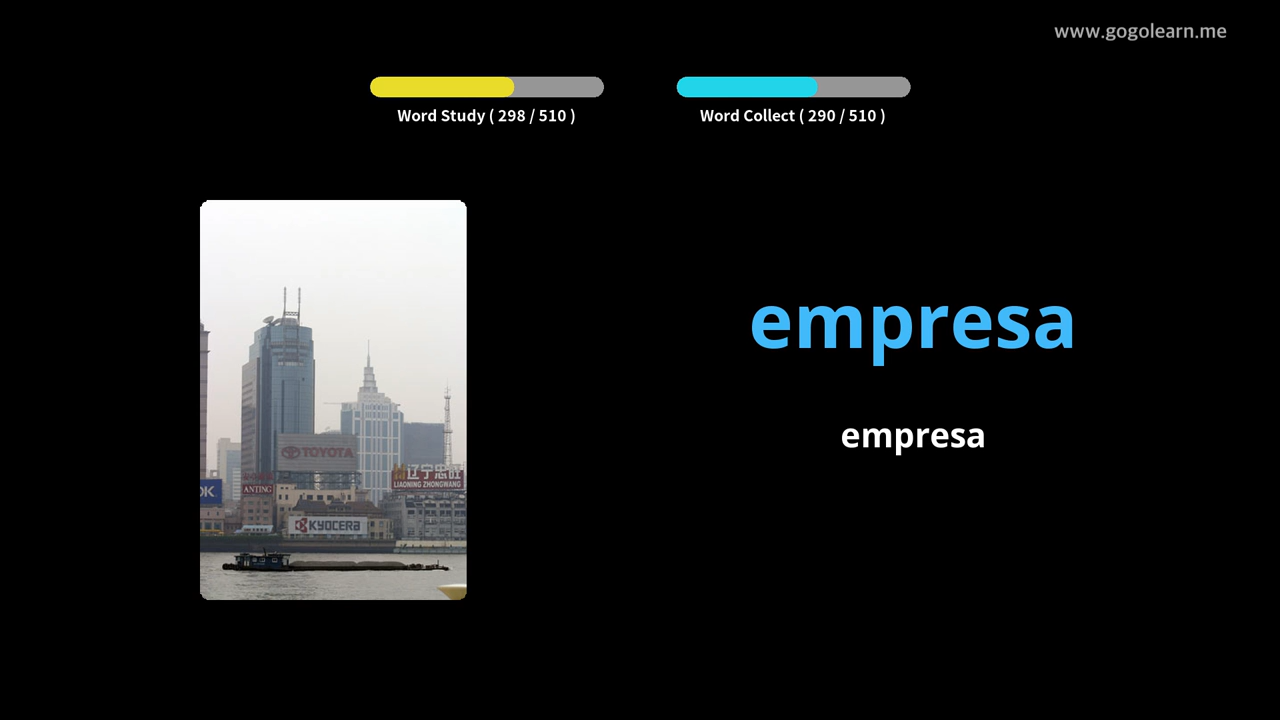 www.gogolearn.me
Word Study ( 298 / 510 )
Word Collect ( 290 / 510 )
empresa
empresa
TOYOTA
辽宁忠旺
LIAONING ZHONGWANG
OK
ANTING
KYOCERA